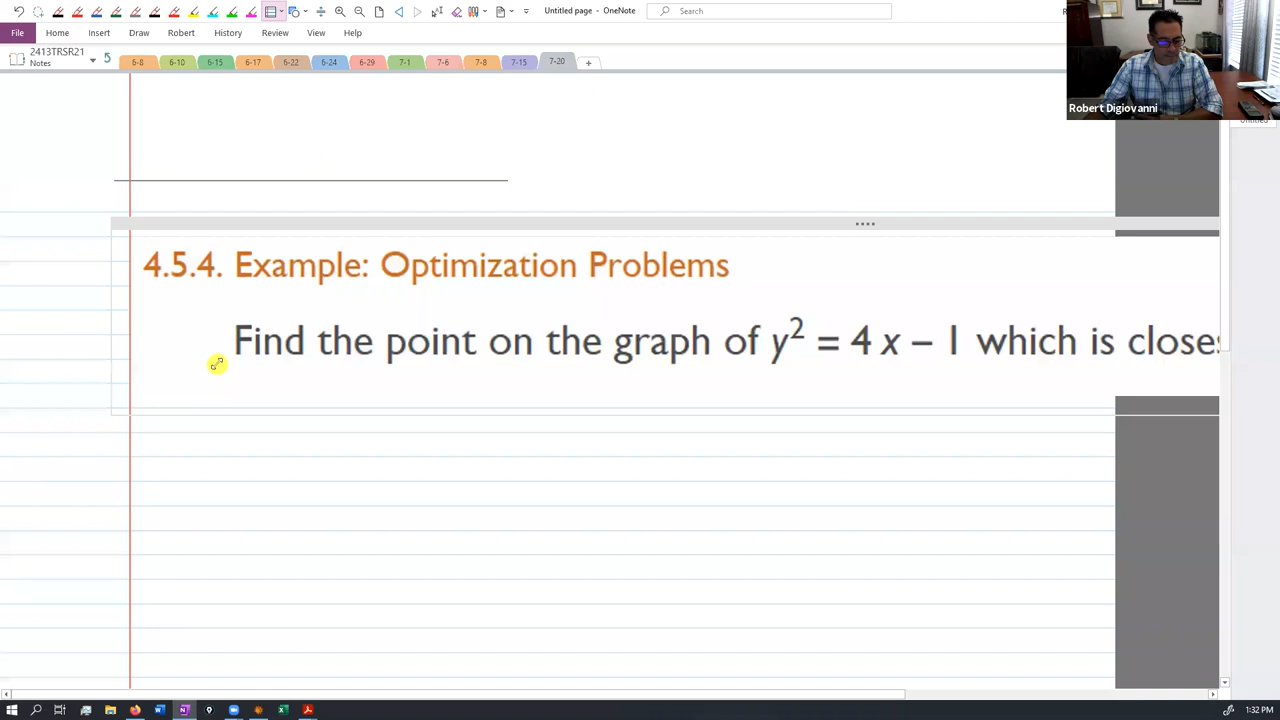 Untitled page - OneNote
Search
File Home Insert Draw Robert History Review View Help
2413TRSR21
Notes
5
6-8 6-10 6-15 6-17 6-22 6-24 6-29 7-1 7-6 7-8 7-15 7-20 +
Robert Digiovanni
Untitled
4.5.4. Example: Optimization Problems
Find the point on the graph of y² = 4 x – 1 which is closes
1:32 PM